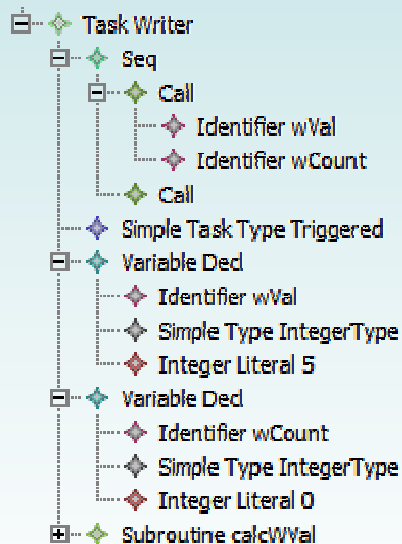 Task Writer
Seq
Call
Identifier wVal
Identifier wCount
Call
Simple Task Type Triggered
Variable Decl
Identifier wVal
Simple Type IntegerType
Integer Literal 5
Variable Decl
Identifier wCount
Simple Type IntegerType
Integer Literal 0
Subroutine calcWVal